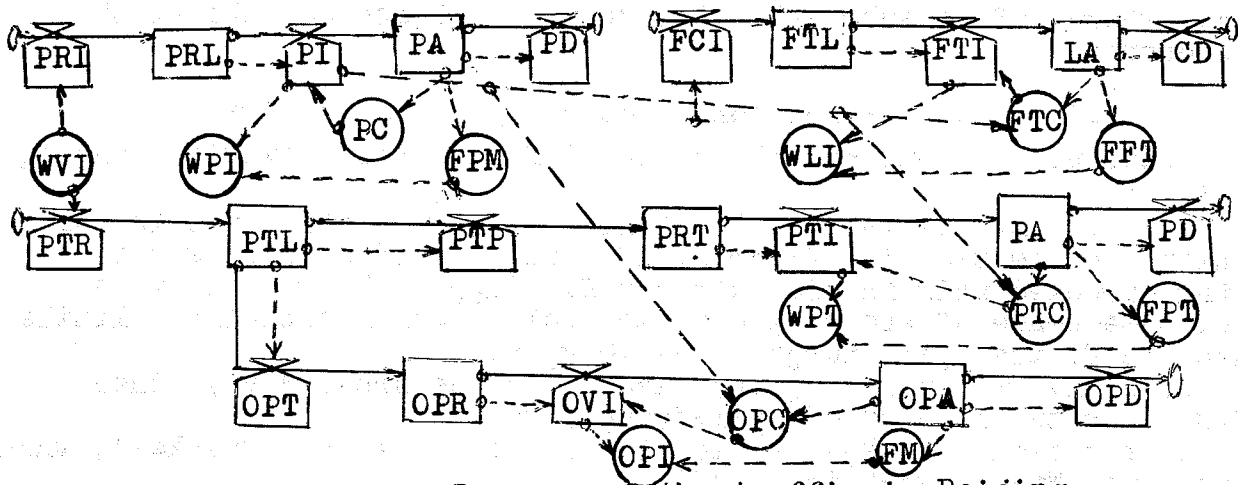 PRI PRL PI PA PD FCI FTL FTI LA CD
WVI WPI PC FPM WLI FTC FFT
PTR PTL PTP PRT PTI PA PD
WPT PTC FPT
OPT OPR OVI OPC OPA OPD
OPI FM